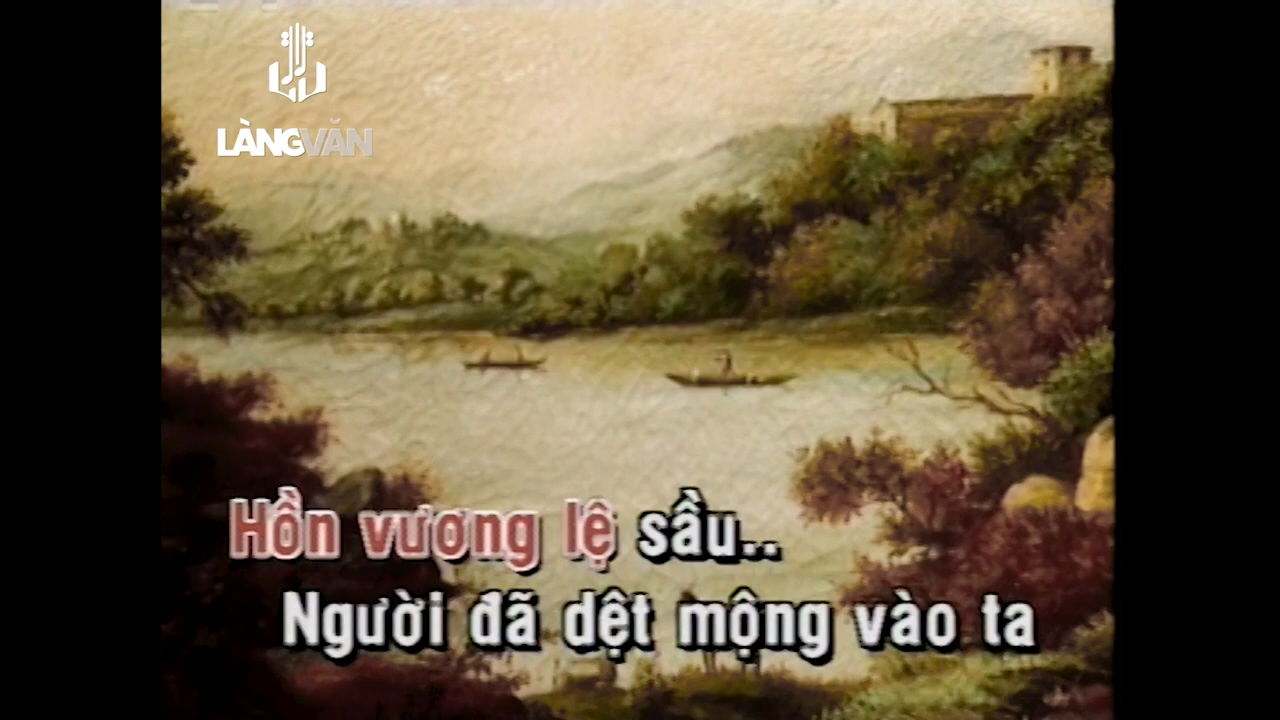 LÀNGVĂN
Hồn vương lệ sầu..
Người đã dệt mộng vào ta